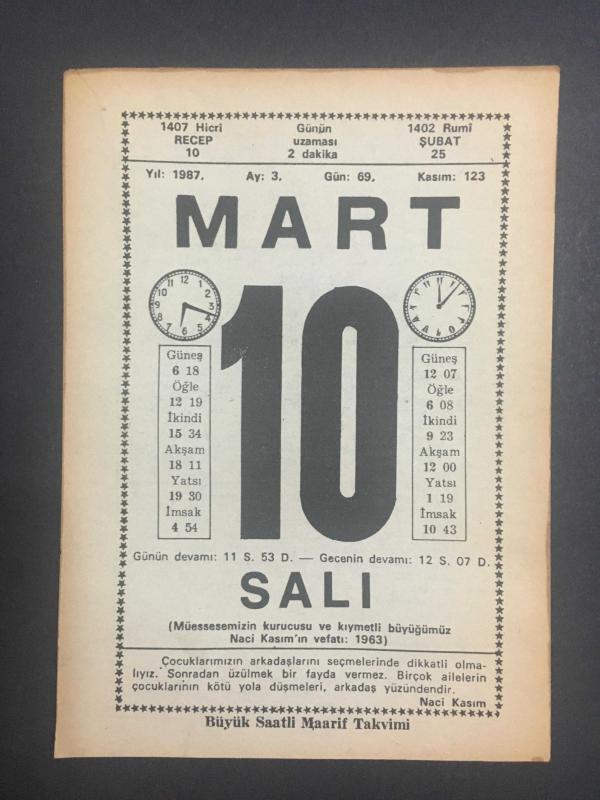 1407 Hicri Günün 1402 Rumî
RECEP uzaması ŞUBAT
10 2 dakika 25
Yıl: 1987, Ay: 3, Gün: 69, Kasım: 123
MART
10
Güneş
6 18
Öğle
12 19
İkindi
15 34
Akşam
18 11
Yatsı
19 30
İmsak
4 54
Güneş
12 07
Öğle
6 08
İkindi
9 23
Akşam
12 00
Yatsı
1 19
İmsak
10 43
Günün devamı: 11 S. 53 D. — Gecenin devamı: 12 S. 07 D.
SALI
(Müessesemizin kurucusu ve kıymetli büyüğümüz
Naci Kasım'ın vefatı: 1963)
Çocuklarımızın arkadaşlarını seçmelerinde dikkatli olma-
lıyız. Sonradan üzülmek bir fayda vermez. Birçok ailelerin
çocuklarının kötü yola düşmeleri, arkadaş yüzündendir.
Naci Kasım
Büyük Saatli Maarif Takvimi